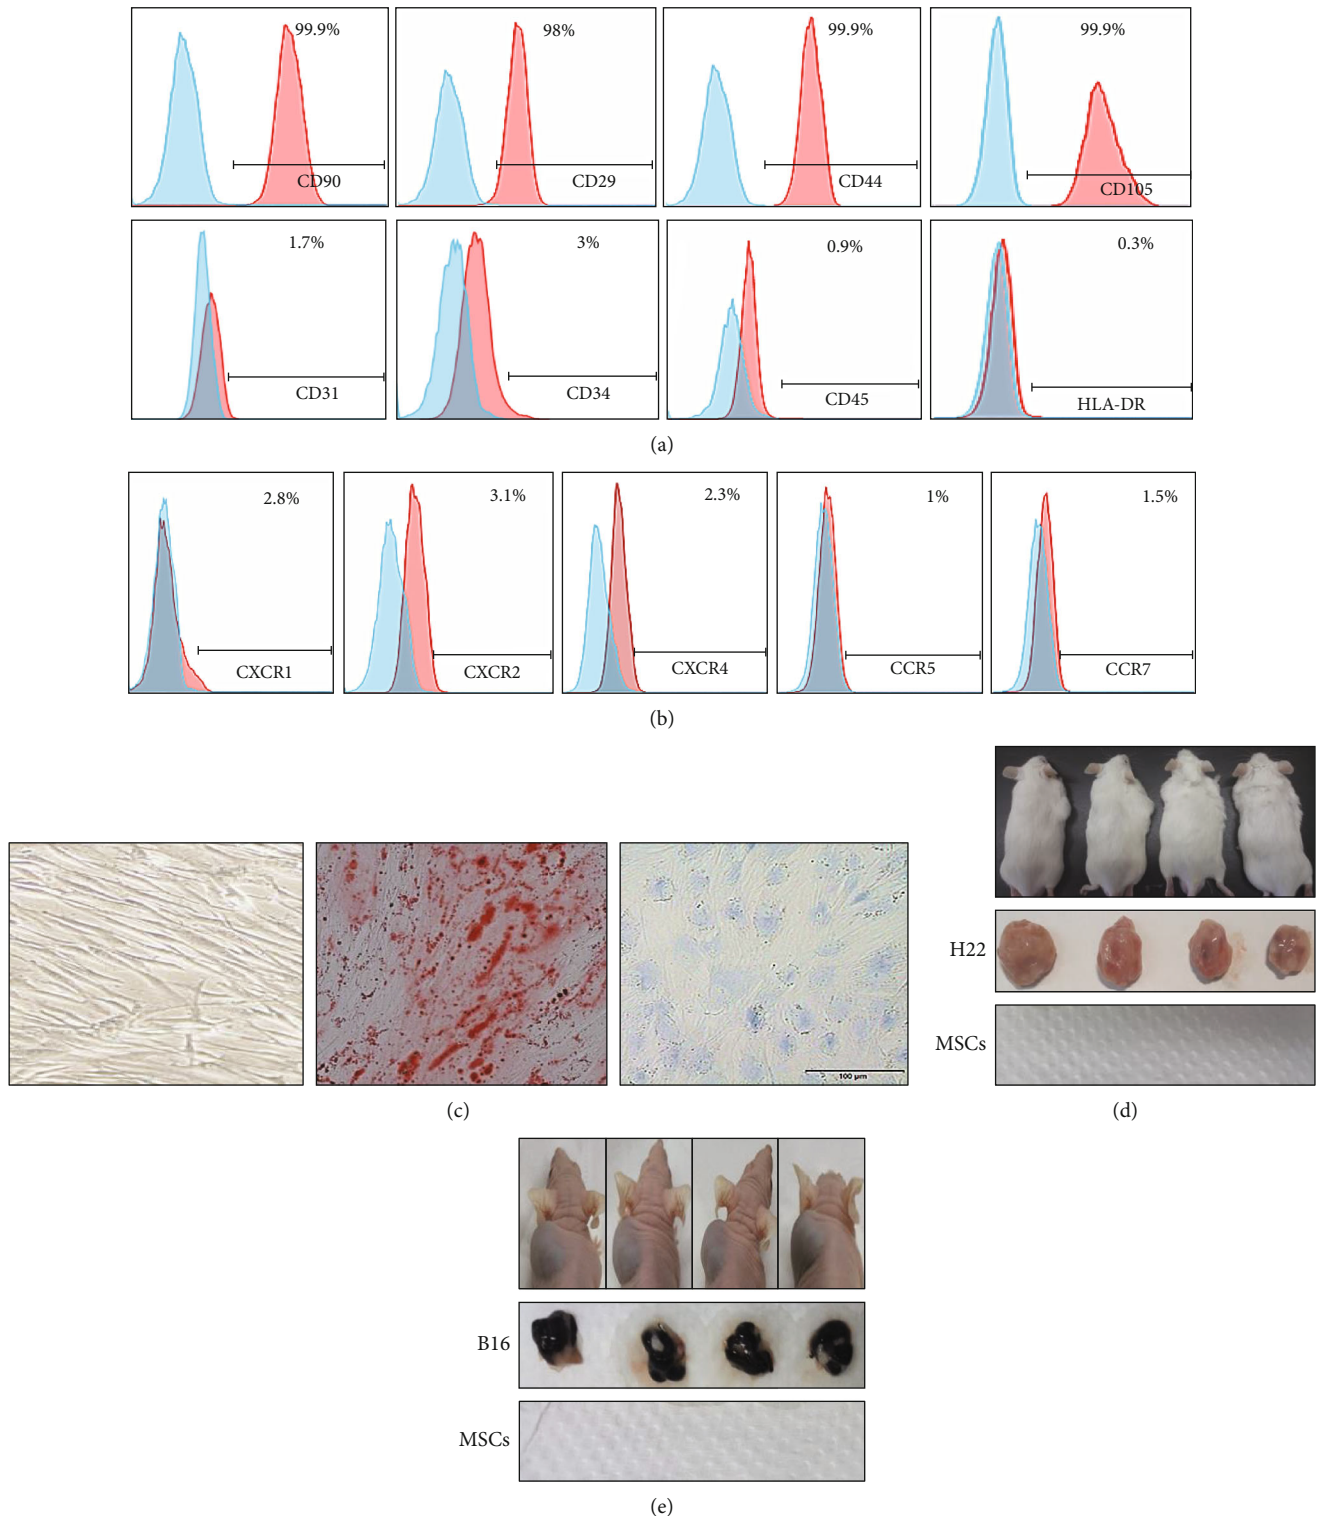 99.9%
98%
99.9%
99.9%
CD90
CD29
CD44
CD105
1.7%
3%
0.9%
0.3%
CD31
CD34
CD45
HLA-DR
(a)
2.8%
3.1%
2.3%
1%
1.5%
CXCR1
CXCR2
CXCR4
CCR5
CCR7
(b)
100 μm
(c)
H22
MSCs
(d)
B16
MSCs
(e)